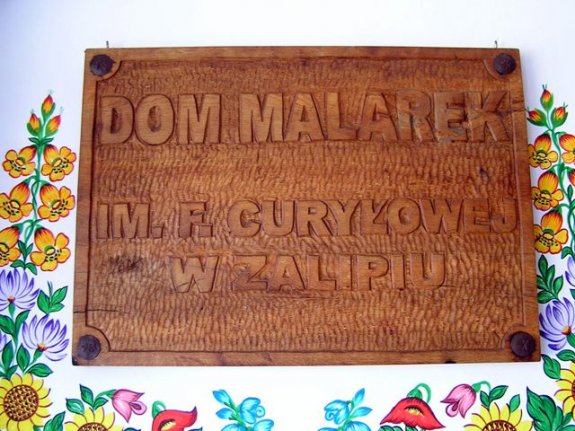 DOM MALAREK
IM. F. CURYŁOWEJ
W ZALIPIU